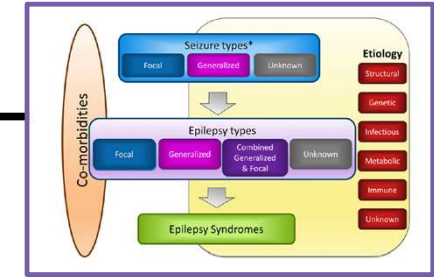 Co-morbidities
Seizure types*
Focal
Generalized
Unknown
Epilepsy types
Focal
Generalized
Combined
Generalized
& Focal
Unknown
Epilepsy Syndromes
Etiology
Structural
Genetic
Infectious
Metabolic
Immune
Unknown